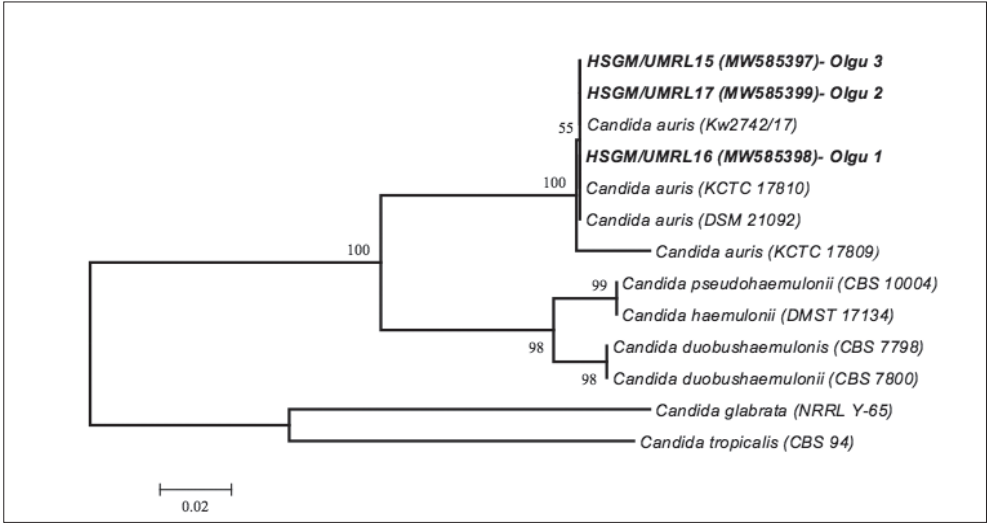 HSGM/UMRL15 (MW585397)- Olgu 3
HSGM/UMRL17 (MW585399)- Olgu 2
55
Candida auris (Kw2742/17)
HSGM/UMRL16 (MW585398)- Olgu 1
100
Candida auris (KCTC 17810)
Candida auris (DSM 21092)
100
Candida auris (KCTC 17809)
99
Candida pseudohaemulonii (CBS 10004)
Candida haemulonii (DMST 17134)
98
Candida duobushaemulonis (CBS 7798)
98
Candida duobushaemulonii (CBS 7800)
Candida glabrata (NRRL Y-65)
Candida tropicalis (CBS 94)
0.02